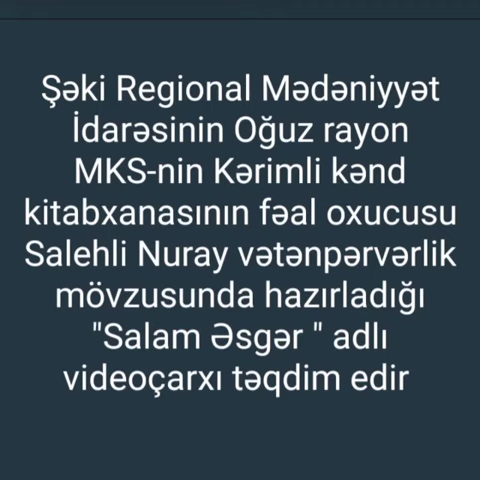 Şəki Regional Mədəniyyət
İdarəsinin Oğuz rayon
MKS-nin Kərimli kənd
kitabxanasının fəal oxucusu
Salehli Nuray vətənpərvərlik
mövzusunda hazırladığı
"Salam Əsgər " adlı
videoçarxı təqdim edir